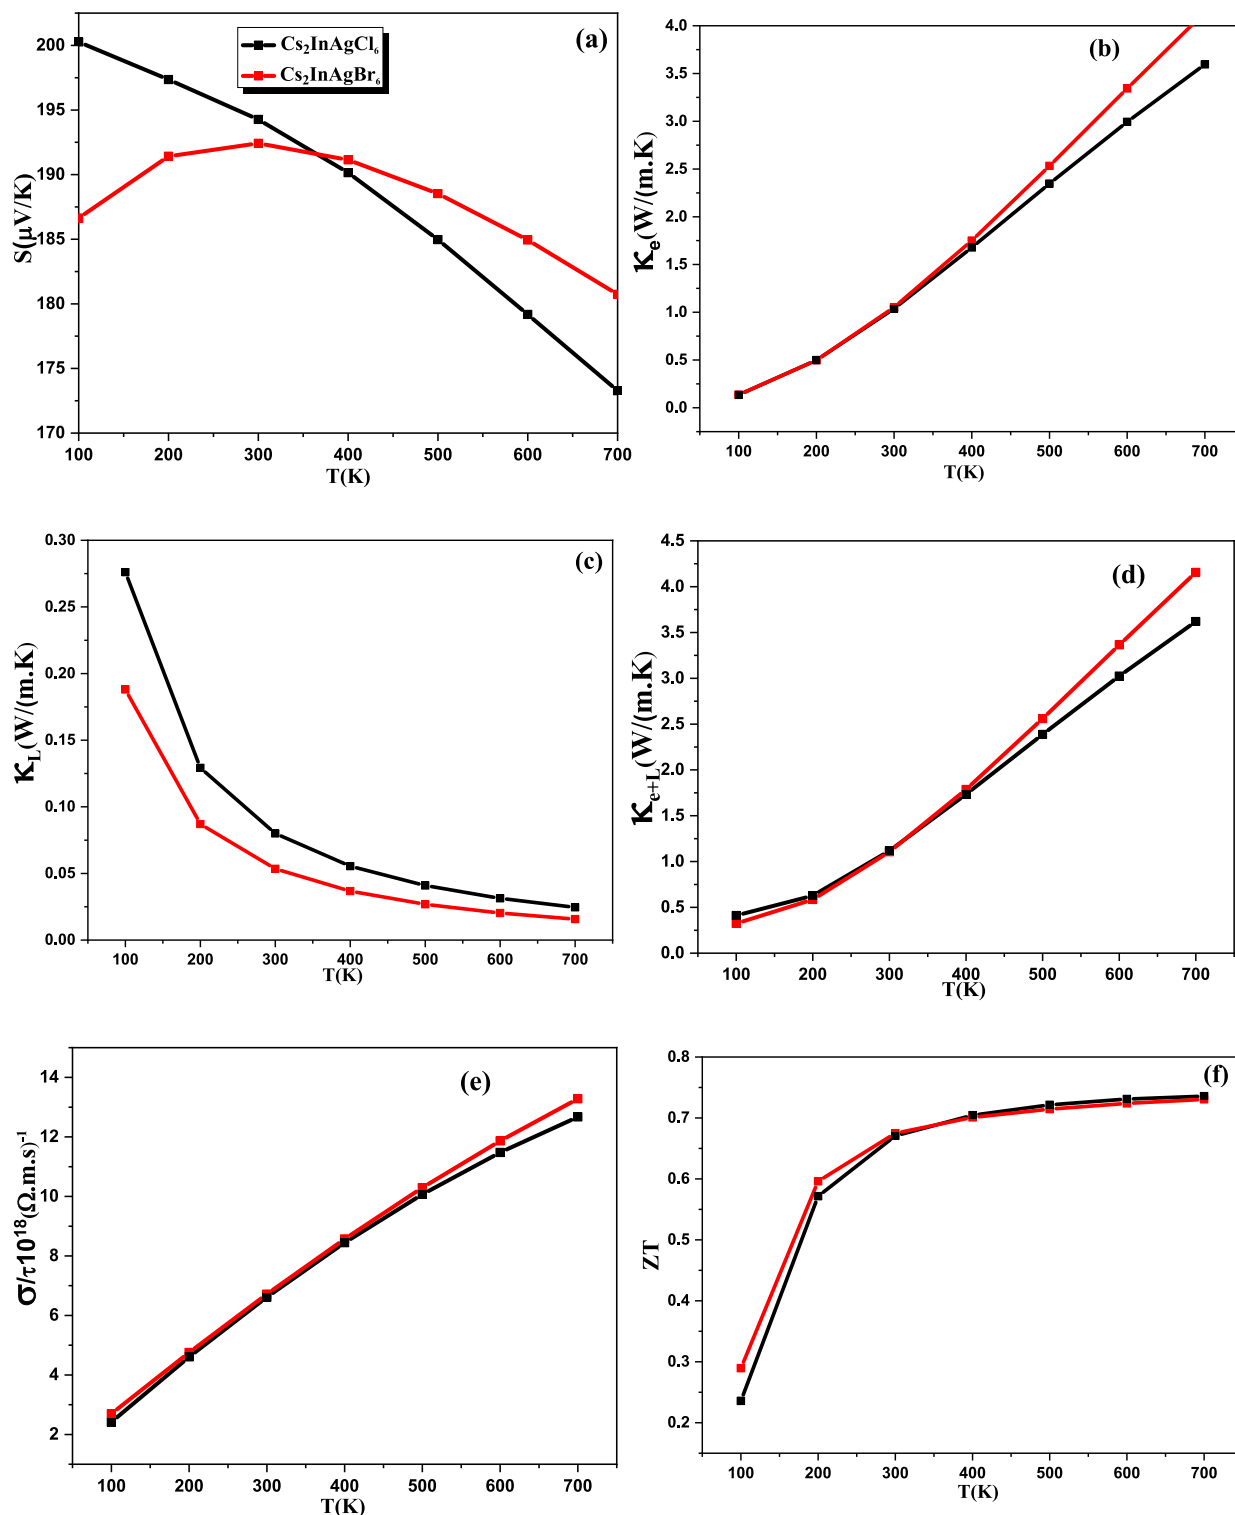 (a)
Cs₂InAgCl₆
Cs₂InAgBr₆
S(μV/K)
200
195
190
185
180
175
170
100 200 300 400 500 600 700
T(K)
(b)
κe(W/(m.K)
4.0
3.5
3.0
2.5
2.0
1.5
1.0
0.5
0.0
100 200 300 400 500 600 700
T(K)
(c)
κL(W/(m.K)
0.30
0.25
0.20
0.15
0.10
0.05
0.00
100 200 300 400 500 600 700
T(K)
(d)
κe+L(W/(m.K)
4.5
4.0
3.5
3.0
2.5
2.0
1.5
1.0
0.5
0.0
100 200 300 400 500 600 700
T(K)
(e)
σ/τ10¹⁸(Ω.m.s)⁻¹
14
12
10
8
6
4
2
100 200 300 400 500 600 700
T(K)
(f)
ZT
0.8
0.7
0.6
0.5
0.4
0.3
0.2
100 200 300 400 500 600 700
T(K)